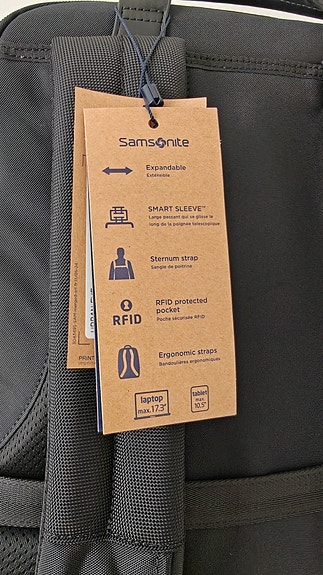 Samsonite
Expandable
Extensible
SMART SLEEVE™
Large passant qui se glisse le
long de la poignée télescopique
Sternum strap
Sangle de poitrine
RFID protected
pocket
Poche sécurisée RFID
RFID
Ergonomic straps
Bandoulières ergonomiques
laptop
max.17.3"
tablet
max.
10.5"
PRINT